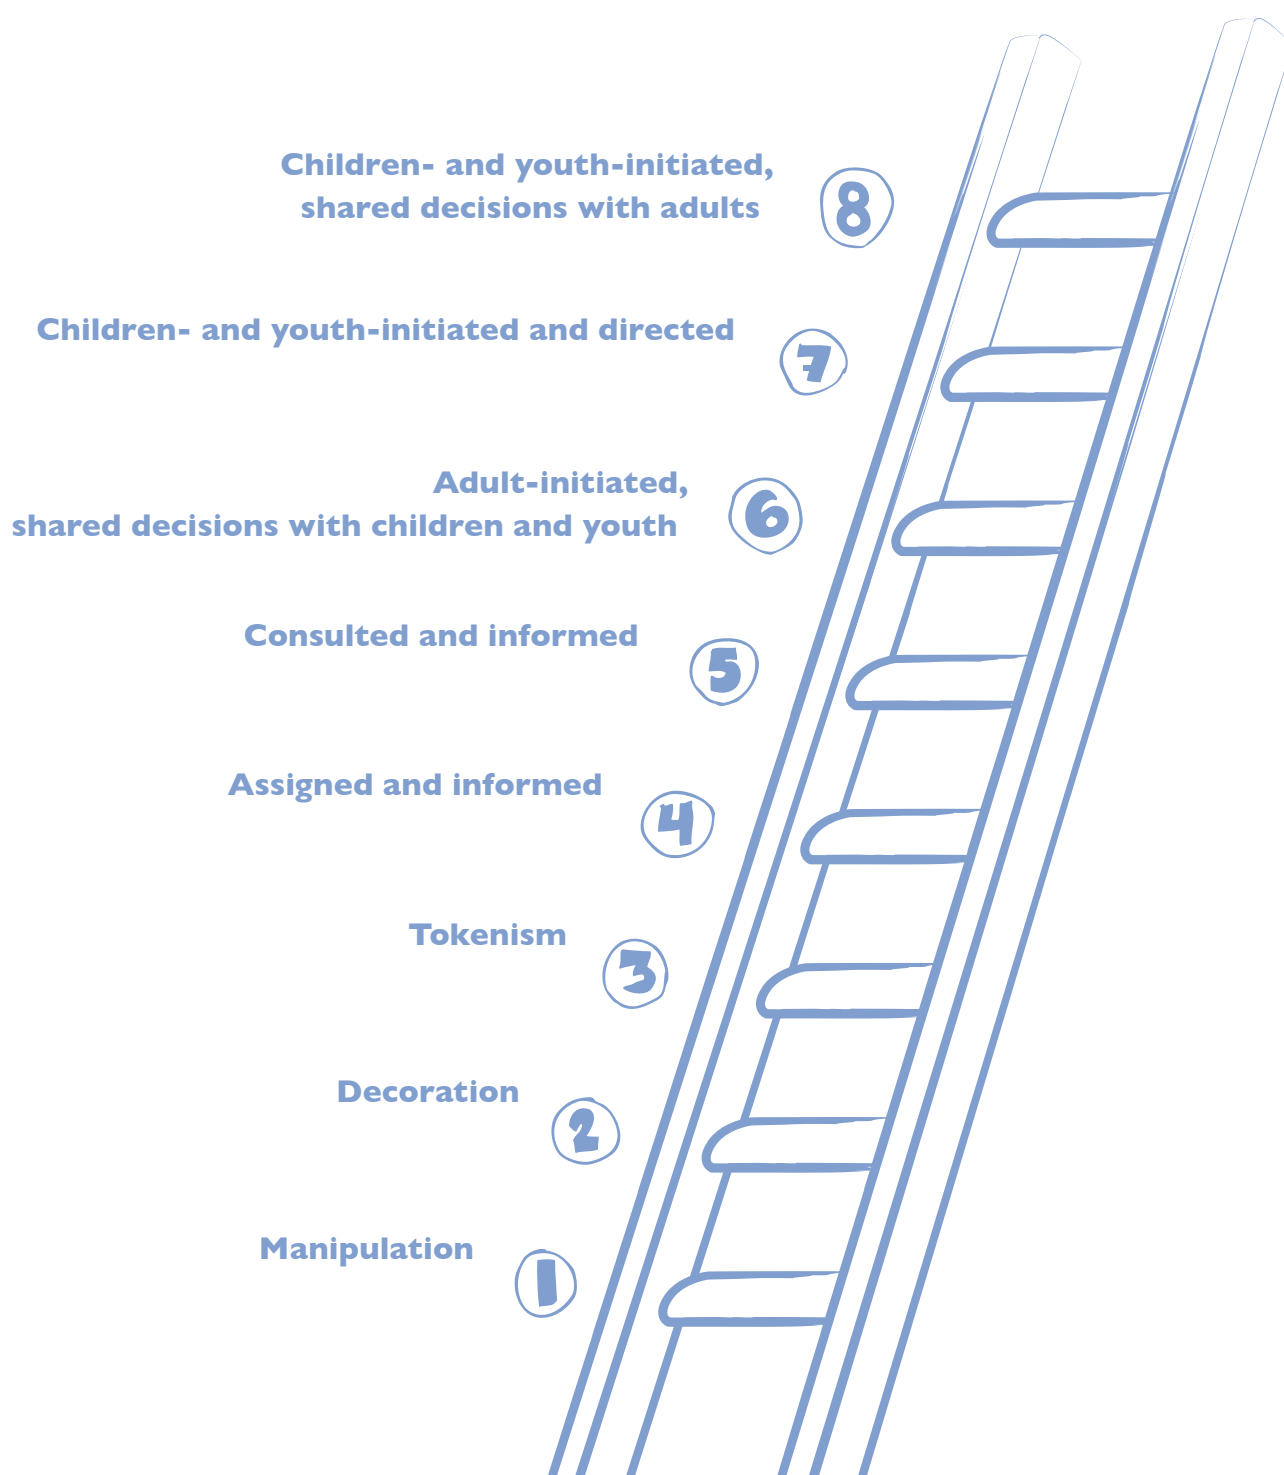 Children- and youth-initiated,
shared decisions with adults
8
Children- and youth-initiated and directed
7
Adult-initiated,
shared decisions with children and youth
6
Consulted and informed
5
Assigned and informed
4
Tokenism
3
Decoration
2
Manipulation
1